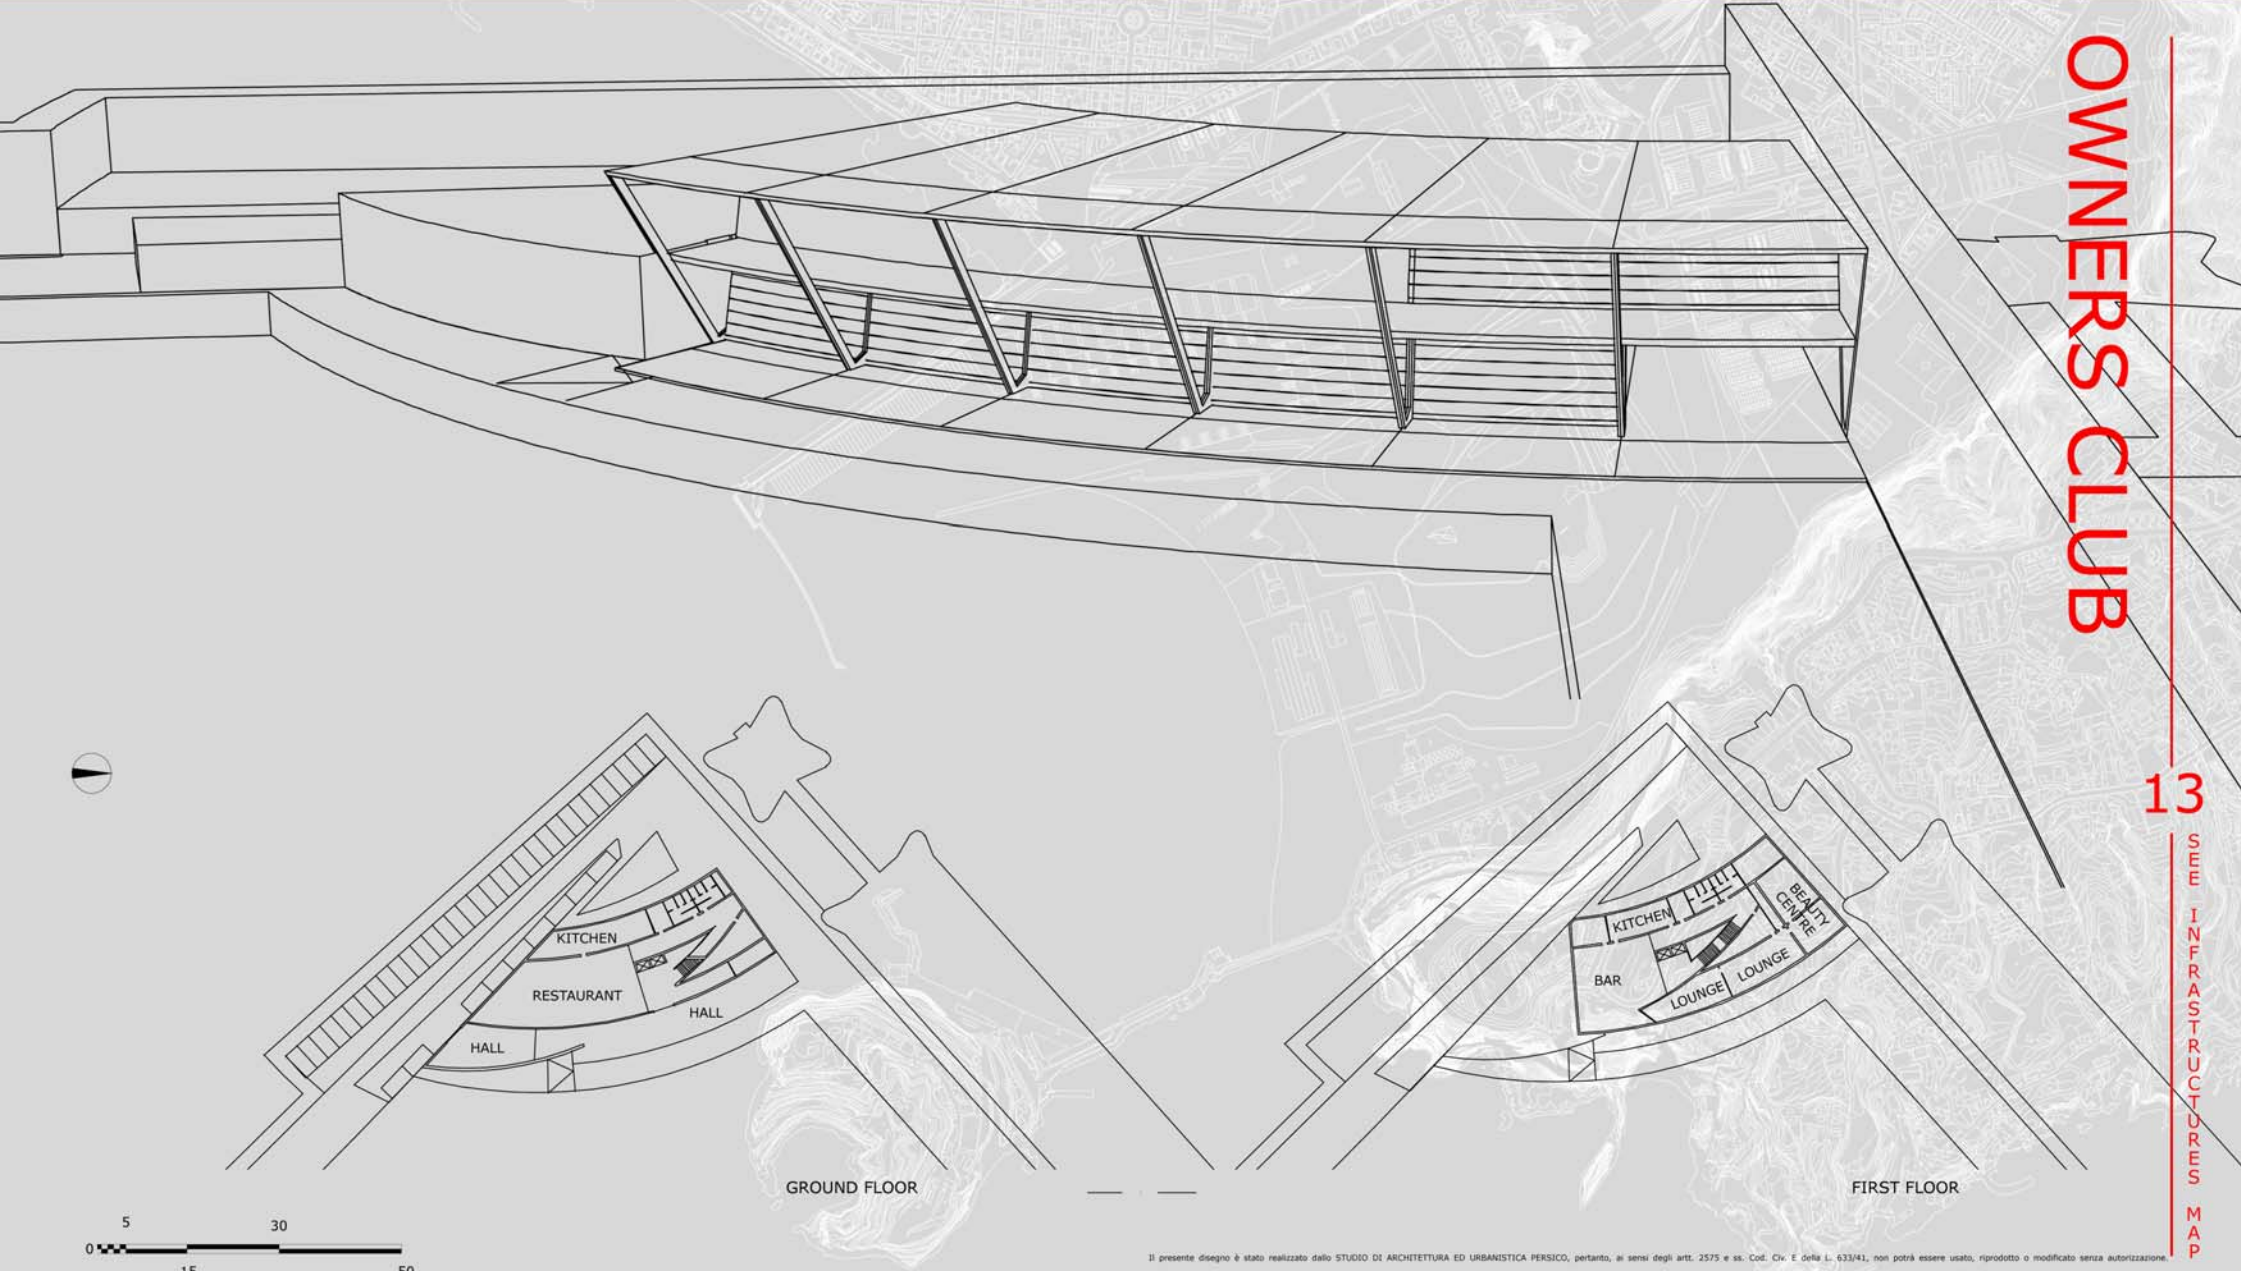 OWNERS CLUB
13
SEE INFRASTRUCTURES MAP
KITCHEN
RESTAURANT
HALL
HALL
GROUND FLOOR
KITCHEN
BEAUTY
CENTRE
BAR
LOUNGE
LOUNGE
FIRST FLOOR
5 30
0
15 50
Il presente disegno è stato realizzato dallo STUDIO DI ARCHITETTURA ED URBANISTICA PERSICO, pertanto, ai sensi degli artt. 2575 e ss. Cod. Civ. E della L. 633/41, non potrà essere usato, riprodotto o modificato senza autorizzazione.